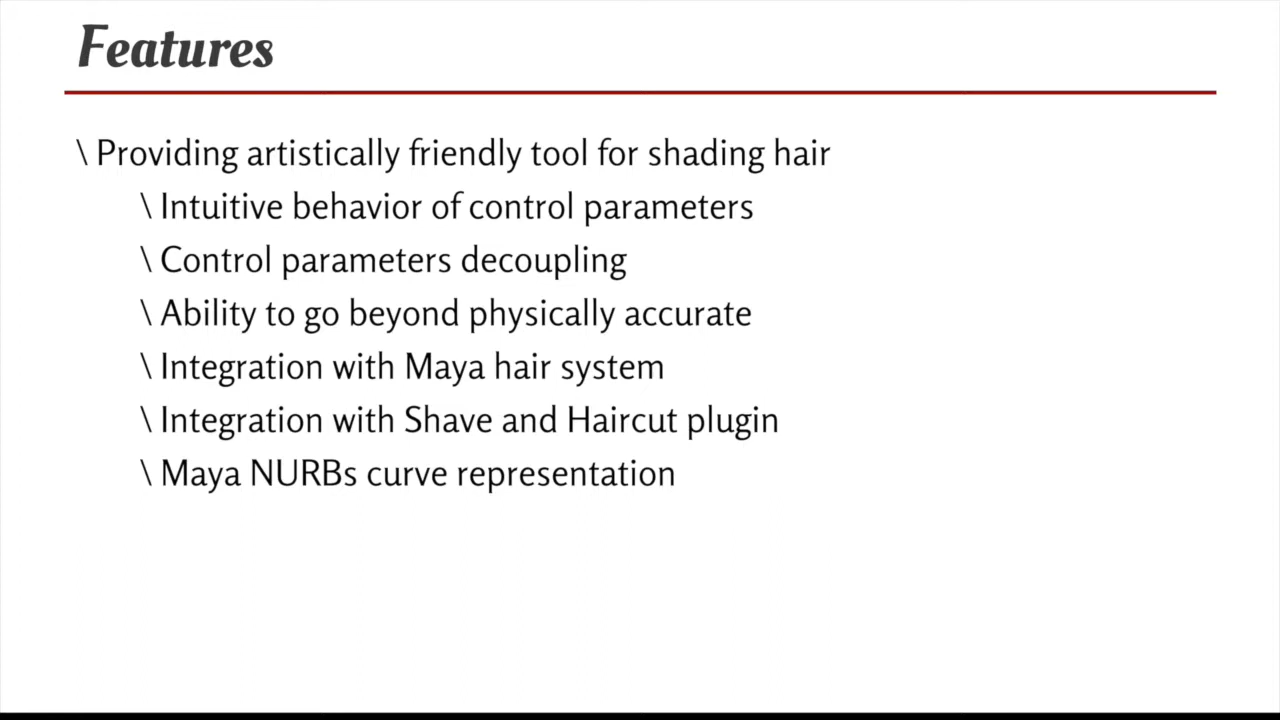 Features
\ Providing artistically friendly tool for shading hair
\ Intuitive behavior of control parameters
\ Control parameters decoupling
\ Ability to go beyond physically accurate
\ Integration with Maya hair system
\ Integration with Shave and Haircut plugin
\ Maya NURBs curve representation